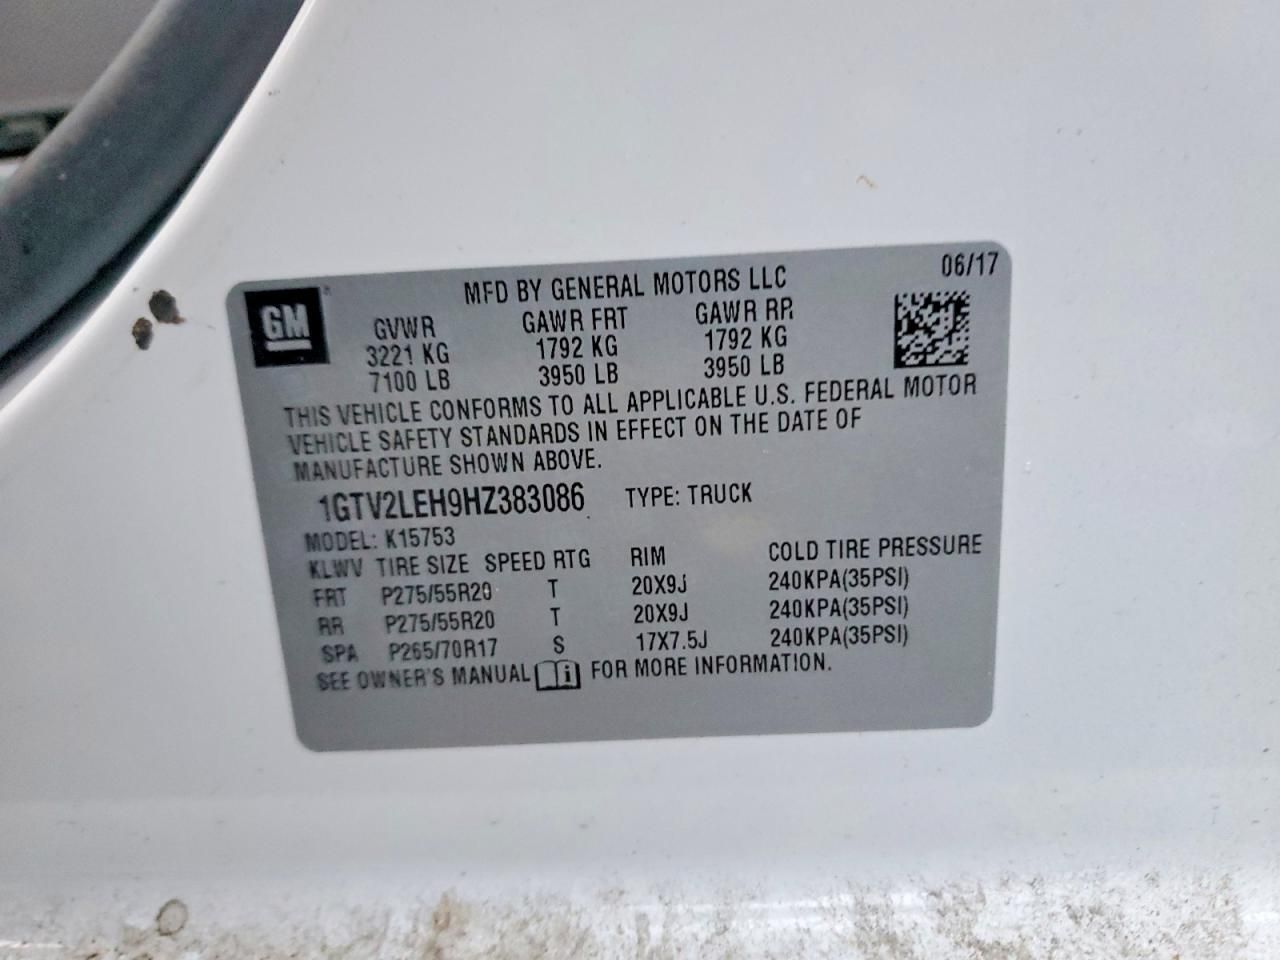 06/17
MFD BY GENERAL MOTORS LLC
GM
GVWR GAWR FRT GAWR RR
3221 KG 1792 KG 1792 KG
7100 LB 3950 LB 3950 LB
THIS VEHICLE CONFORMS TO ALL APPLICABLE U.S. FEDERAL MOTOR
VEHICLE SAFETY STANDARDS IN EFFECT ON THE DATE OF
MANUFACTURE SHOWN ABOVE.
1GTV2LEH9HZ383086 TYPE: TRUCK
MODEL: K15753
KLWV TIRE SIZE SPEED RTG RIM COLD TIRE PRESSURE
FRT P275/55R20 T 20X9J 240KPA(35PSI)
RR P275/55R20 T 20X9J 240KPA(35PSI)
SPA P265/70R17 S 17X7.5J 240KPA(35PSI)
SEE OWNER'S MANUAL FOR MORE INFORMATION.